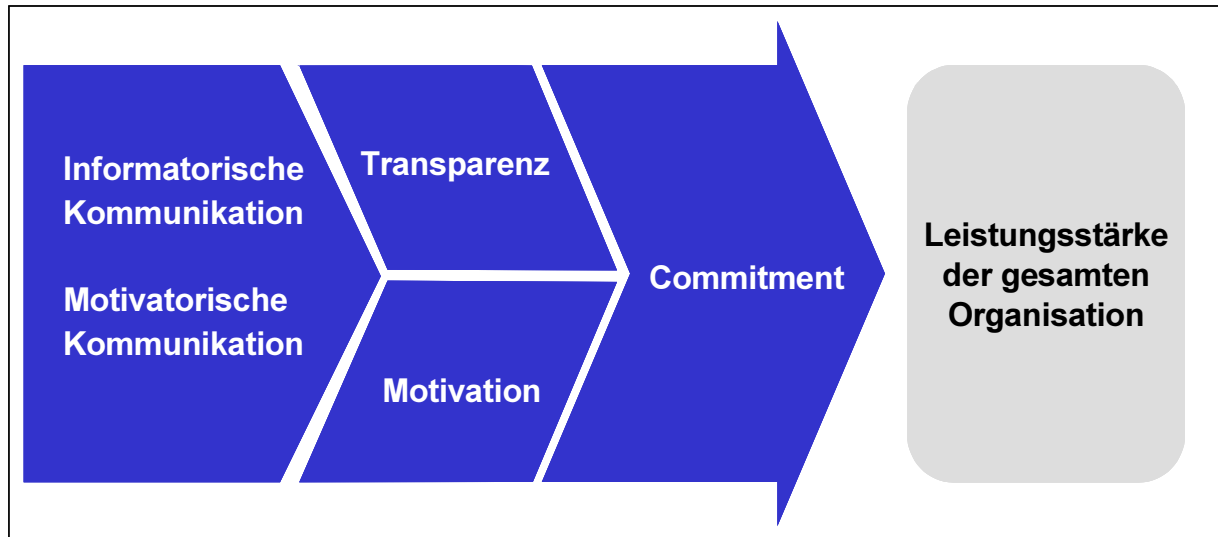 Informatorische
Kommunikation
Motivatorische
Kommunikation
Transparenz
Motivation
Commitment
Leistungsstärke
der gesamten
Organisation